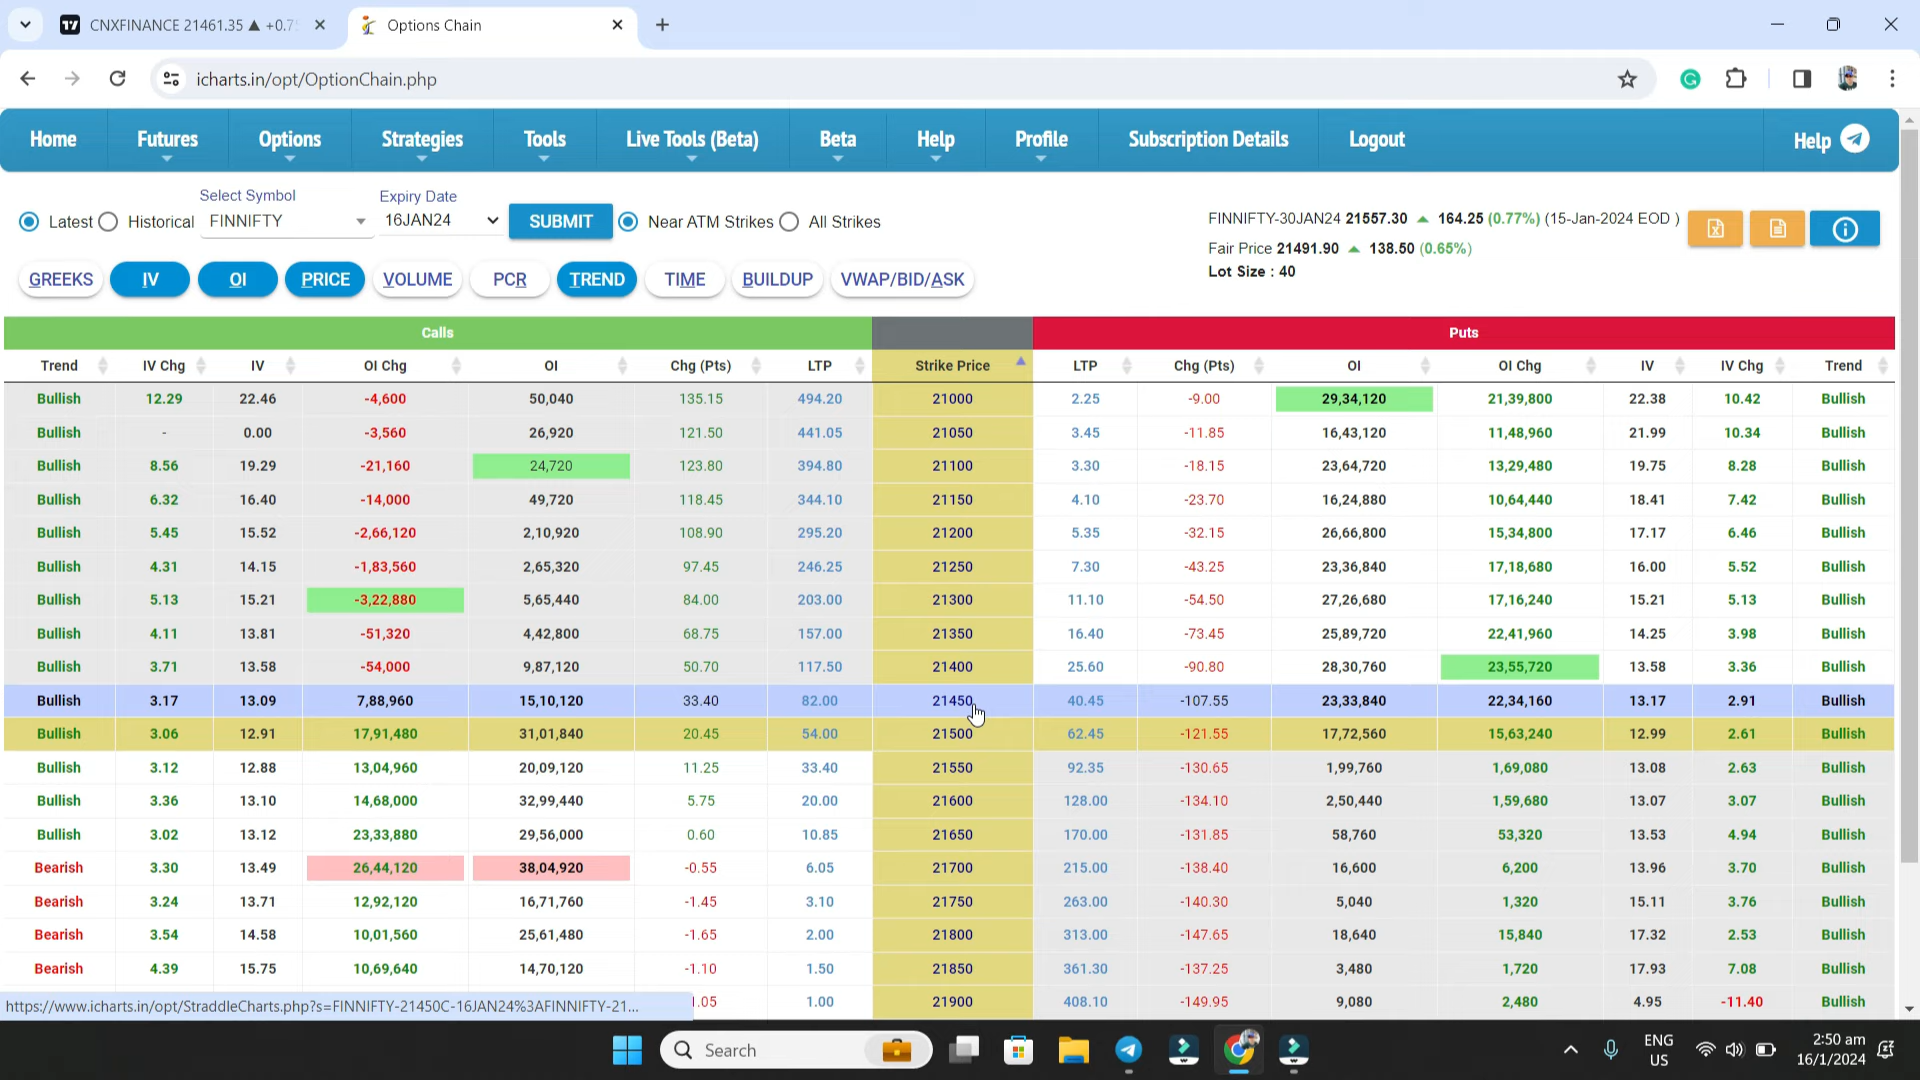 CNXFINANCE 21461.35 ▲ +0.7
Options Chain
icharts.in/opt/OptionChain.php
Home Futures Options Strategies Tools Live Tools (Beta) Beta Help Profile Subscription Details Logout Help
Select Symbol Expiry Date
Latest Historical FINNIFTY 16JAN24 SUBMIT Near ATM Strikes All Strikes
FINNIFTY-30JAN24 21557.30 ▲ 164.25 (0.77%) (15-Jan-2024 EOD )
Fair Price 21491.90 ▲ 138.50 (0.65%)
Lot Size : 40
GREEKS IV OI PRICE VOLUME PCR TREND TIME BUILDUP VWAP/BID/ASK
Calls Puts
Trend IV Chg IV OI Chg OI Chg (Pts) LTP Strike Price LTP Chg (Pts) OI OI Chg IV IV Chg Trend
Bullish 12.29 22.46 -4,600 50,040 135.15 494.20 21000 2.25 -9.00 29,34,120 21,39,800 22.38 10.42 Bullish
Bullish - 0.00 -3,560 26,920 121.50 441.05 21050 3.45 -11.85 16,43,120 11,48,960 21.99 10.34 Bullish
Bullish 8.56 19.29 -21,160 24,720 123.80 394.80 21100 3.30 -18.15 23,64,720 13,29,480 19.75 8.28 Bullish
Bullish 6.32 16.40 -14,000 49,720 118.45 344.10 21150 4.10 -23.70 16,24,880 10,64,440 18.41 7.42 Bullish
Bullish 5.45 15.52 -2,66,120 2,10,920 108.90 295.20 21200 5.35 -32.15 26,66,800 15,34,800 17.17 6.46 Bullish
Bullish 4.31 14.15 -1,83,560 2,65,320 97.45 246.25 21250 7.30 -43.25 23,36,840 17,18,680 16.00 5.52 Bullish
Bullish 5.13 15.21 -3,22,880 5,65,440 84.00 203.00 21300 11.10 -54.50 27,26,680 17,16,240 15.21 5.13 Bullish
Bullish 4.11 13.81 -51,320 4,42,800 68.75 157.00 21350 16.40 -73.45 25,89,720 22,41,960 14.25 3.98 Bullish
Bullish 3.71 13.58 -54,000 9,87,120 50.70 117.50 21400 25.60 -90.80 28,30,760 23,55,720 13.58 3.36 Bullish
Bullish 3.17 13.09 7,88,960 15,10,120 33.40 82.00 21450 40.45 -107.55 23,33,840 22,34,160 13.17 2.91 Bullish
Bullish 3.06 12.91 17,91,480 31,01,840 20.45 54.00 21500 62.45 -121.55 17,72,560 15,63,240 12.99 2.61 Bullish
Bullish 3.12 12.88 13,04,960 20,09,120 11.25 33.40 21550 92.35 -130.65 1,99,760 1,69,080 13.08 2.63 Bullish
Bullish 3.36 13.10 14,68,000 32,99,440 5.75 20.00 21600 128.00 -134.10 2,50,440 1,59,680 13.07 3.07 Bullish
Bullish 3.02 13.12 23,33,880 29,56,000 0.60 10.85 21650 170.00 -131.85 58,760 53,320 13.53 4.94 Bullish
Bearish 3.30 13.49 26,44,120 38,04,920 -0.55 6.05 21700 215.00 -138.40 16,600 6,200 13.96 3.70 Bullish
Bearish 3.24 13.71 12,92,120 16,71,760 -1.45 3.10 21750 263.00 -140.30 5,040 1,320 15.11 3.76 Bullish
Bearish 3.54 14.58 10,01,560 25,61,480 -1.65 2.00 21800 313.00 -147.65 18,640 15,840 17.32 2.53 Bullish
Bearish 4.39 15.75 10,69,640 14,70,120 -1.10 1.50 21850 361.30 -137.25 3,480 1,720 17.93 7.08 Bullish
1.05 1.00 21900 408.10 -149.95 9,080 2,480 4.95 -11.40 Bullish
https://www.icharts.in/opt/StraddleCharts.php?s=FINNIFTY-21450C-16JAN24%3AFINNIFTY-21...
Search
ENG
US
2:50 am
16/1/2024